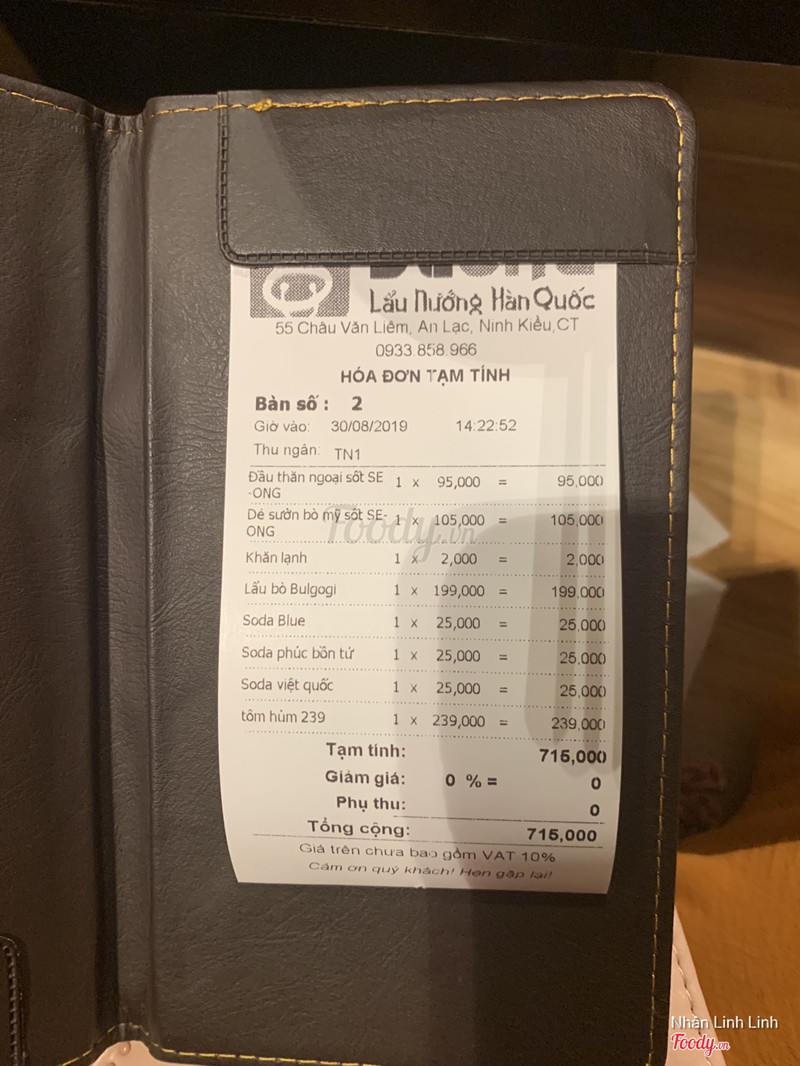 Lẩu Nướng Hàn Quốc
55 Châu Văn Liêm, An Lạc, Ninh Kiều,CT
0933.858.966
HÓA ĐƠN TẠM TÍNH
Bàn số : 2
Giờ vào: 30/08/2019 14:22:52
Thu ngân: TN1
Đầu thăn ngoại sốt SE 1 x 95,000 = 95,000
-ONG
Dẻ sườn bò mỹ sốt SE- 1 x 105,000 = 105,000
ONG
Khăn lạnh 1 x 2,000 = 2,000
Lẩu bò Bulgogi 1 x 199,000 = 199,000
Soda Blue 1 x 25,000 = 25,000
Soda phúc bồn tử 1 x 25,000 = 25,000
Soda việt quốc 1 x 25,000 = 25,000
tôm hùm 239 1 x 239,000 = 239,000
Tạm tính: 715,000
Giảm giá: 0 % = 0
Phụ thu: 0
Tổng cộng: 715,000
Giá trên chưa bao gồm VAT 10%
Cám ơn quý khách! Hẹn gặp lại!
Foody.vn
Nhân Linh Linh
Foody.vn